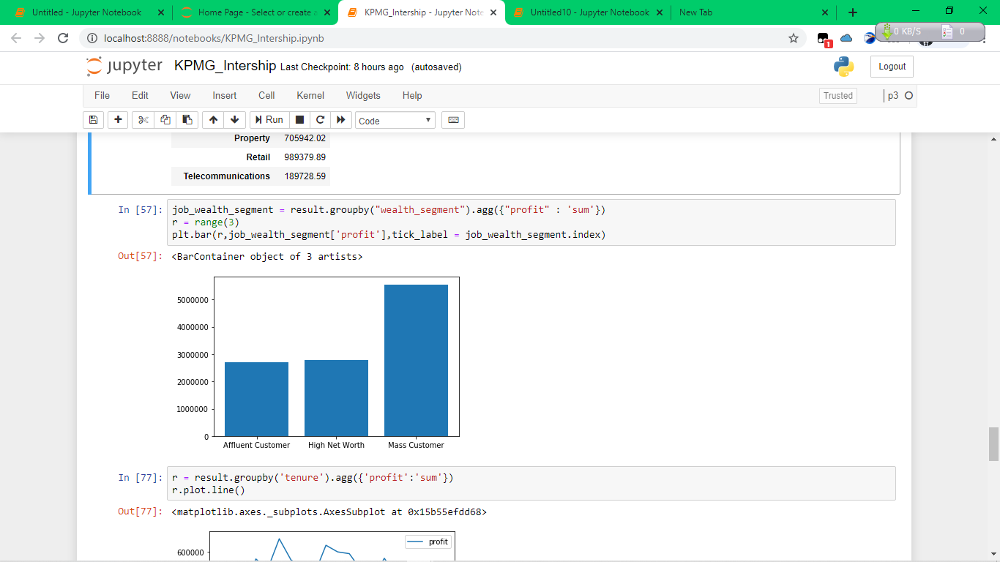 Untitled - Jupyter Notebook
Home Page - Select or create a
KPMG_Intership - Jupyter Note
Untitled10 - Jupyter Notebook
New Tab
localhost:8888/notebooks/KPMG_Intership.ipynb
1
0 KB/S 0
jupyter KPMG_Intership Last Checkpoint: 8 hours ago (autosaved)
Logout
File Edit View Insert Cell Kernel Widgets Help
Trusted
p3
Run
Code
Property 705942.02
Retail 989379.89
Telecommunications 189728.59
In [57]: job_wealth_segment = result.groupby("wealth_segment").agg({"profit" : 'sum'})
r = range(3)
plt.bar(r,job_wealth_segment['profit'],tick_label = job_wealth_segment.index)
Out[57]: <BarContainer object of 3 artists>
5000000
4000000
3000000
2000000
1000000
0
Affluent Customer High Net Worth Mass Customer
In [77]: r = result.groupby('tenure').agg({'profit':'sum'})
r.plot.line()
Out[77]: <matplotlib.axes._subplots.AxesSubplot at 0x15b55efdd68>
profit
600000